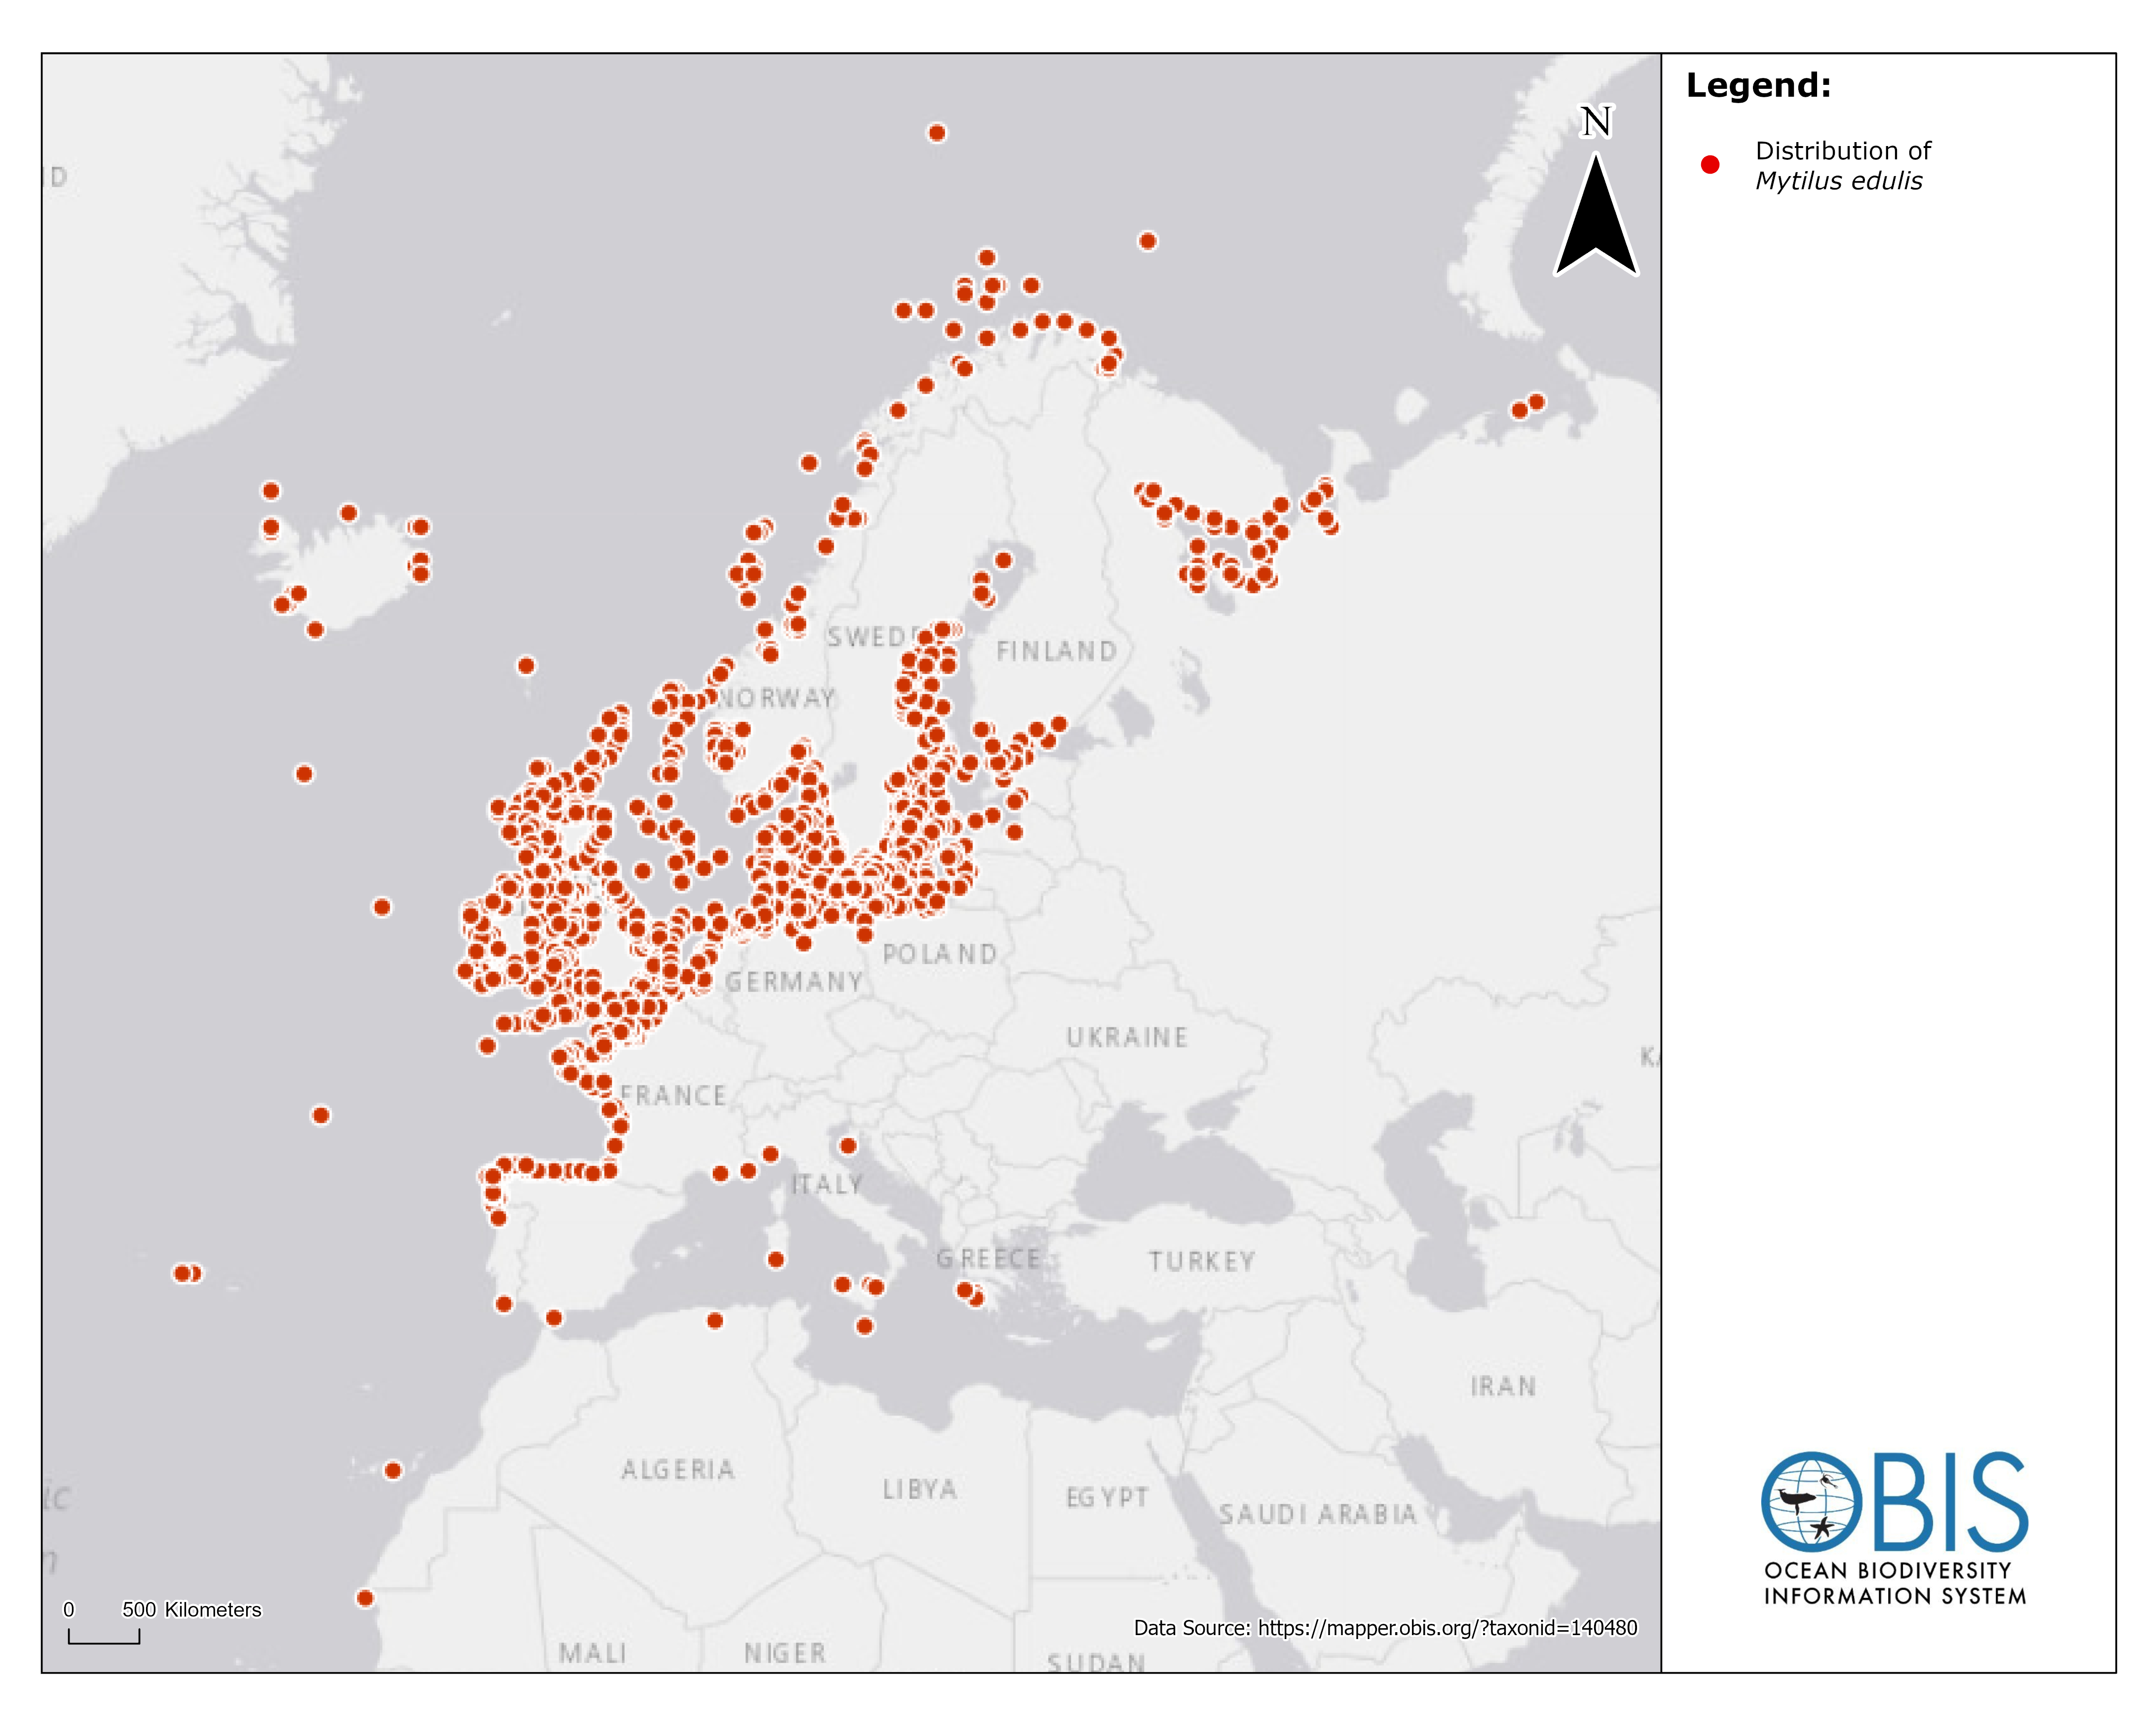 Legend:
Distribution of
Mytilus edulis
N
SWEDE
FINLAND
NORWAY
POLAND
GERMANY
UKRAINE
FRANCE
ITALY
GREECE
TURKEY
IRAN
ALGERIA
LIBYA
EGYPT
SAUDI ARABIA
MALI
NIGER
SUDAN
0 500 Kilometers
Data Source: https://mapper.obis.org/?taxonid=140480
OBIS
OCEAN BIODIVERSITY
INFORMATION SYSTEM